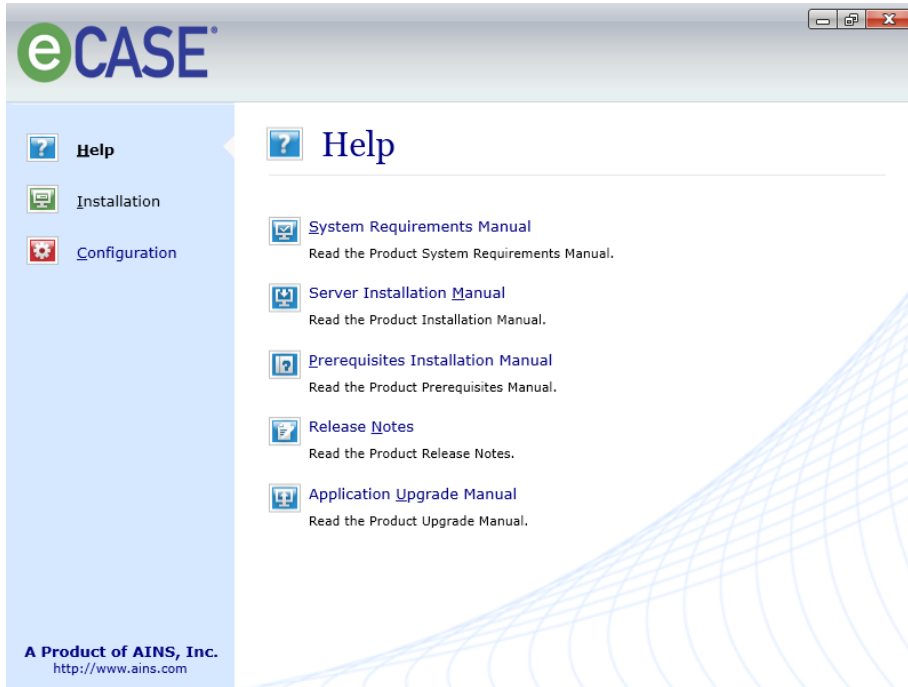 eCASE®
Help
Installation
Configuration
Help
System Requirements Manual
Read the Product System Requirements Manual.
Server Installation Manual
Read the Product Installation Manual.
Prerequisites Installation Manual
Read the Product Prerequisites Manual.
Release Notes
Read the Product Release Notes.
Application Upgrade Manual
Read the Product Upgrade Manual.
A Product of AINS, Inc.
http://www.ains.com